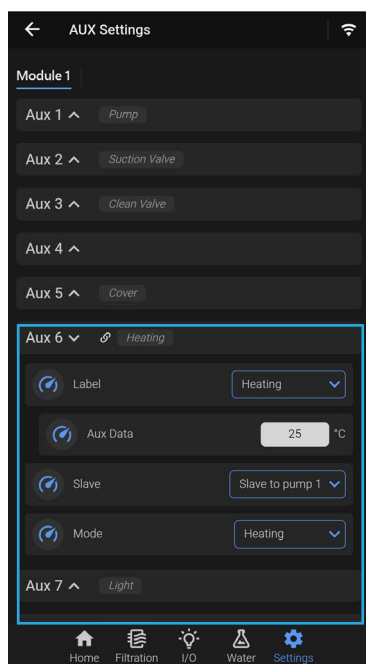 AUX Settings
Module 1
Aux 1 Pump
Aux 2 Suction Valve
Aux 3 Clean Valve
Aux 4
Aux 5 Cover
Aux 6 Heating
Label Heating
Aux Data 25 °C
Slave Slave to pump 1
Mode Heating
Aux 7 Light
Home Filtration I/O Water Settings